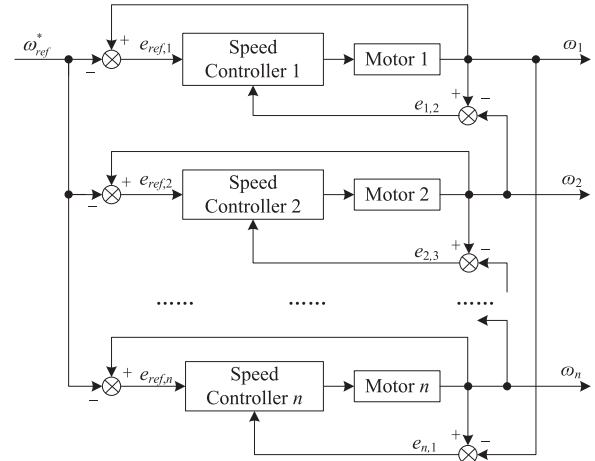 ω*ref
+
−
eref,1
Speed
Controller 1
Motor 1
ω1
+
−
e1,2
+
−
eref,2
Speed
Controller 2
Motor 2
ω2
+
−
e2,3
...... ...... ......
+
−
eref,n
Speed
Controller n
Motor n
ωn
+
−
en,1